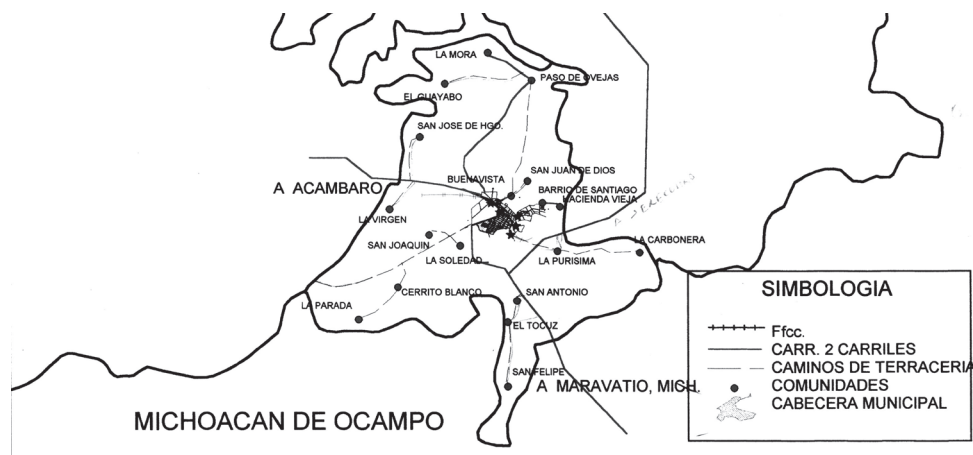 LA MORA
PASO DE OVEJAS
EL GUAYABO
SAN JOSE DE HGO.
SAN JUAN DE DIOS
BUENAVISTA
A ACAMBARO
BARRIO DE SANTIAGO
HACIENDA VIEJA
LA VIRGEN
SAN JOAQUIN
LA CARBONERA
LA SOLEDAD
LA PURISIMA
CERRITO BLANCO
SAN ANTONIO
LA PARADA
EL TOCUZ
SAN FELIPE
A MARAVATIO, MICH.
MICHOACAN DE OCAMPO
SIMBOLOGIA
Ffcc.
CARR. 2 CARRILES
CAMINOS DE TERRACERIA
COMUNIDADES
CABECERA MUNICIPAL